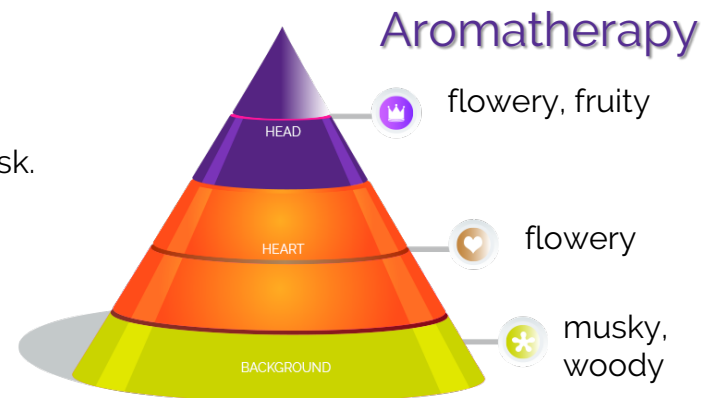 Aromatherapy
flowery, fruity
HEAD
sk.
HEART
flowery
musky,
woody
BACKGROUND